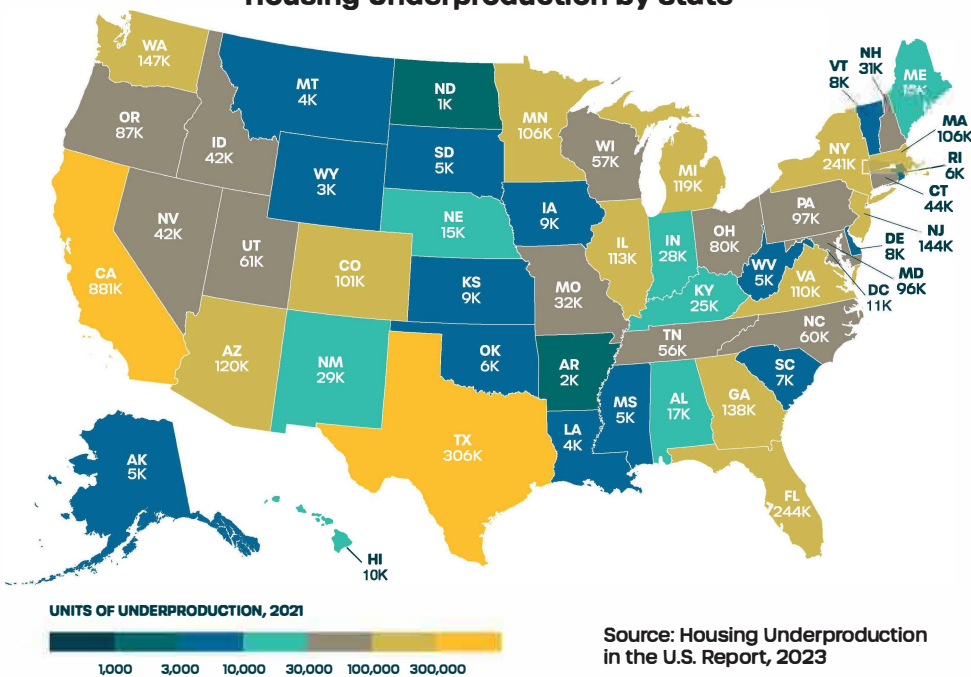 Housing Underproduction by State
WA
147K
OR
87K
CA
881K
ID
42K
NV
42K
UT
61K
AZ
120K
MT
4K
WY
3K
CO
101K
NM
29K
ND
1K
SD
5K
NE
15K
KS
9K
OK
6K
TX
306K
MN
106K
IA
9K
MO
32K
AR
2K
LA
4K
WI
57K
IL
113K
MI
119K
IN
28K
OH
80K
KY
25K
TN
56K
MS
5K
AL
17K
GA
138K
FL
244K
SC
7K
NC
60K
VA
110K
WV
5K
PA
97K
NY
241K
VT
8K
NH
31K
ME
MA
106K
RI
6K
CT
44K
NJ
144K
DE
8K
MD
96K
DC
11K
AK
5K
HI
10K
UNITS OF UNDERPRODUCTION, 2021
1,000 3,000 10,000 30,000 100,000 300,000
Source: Housing Underproduction
in the U.S. Report, 2023